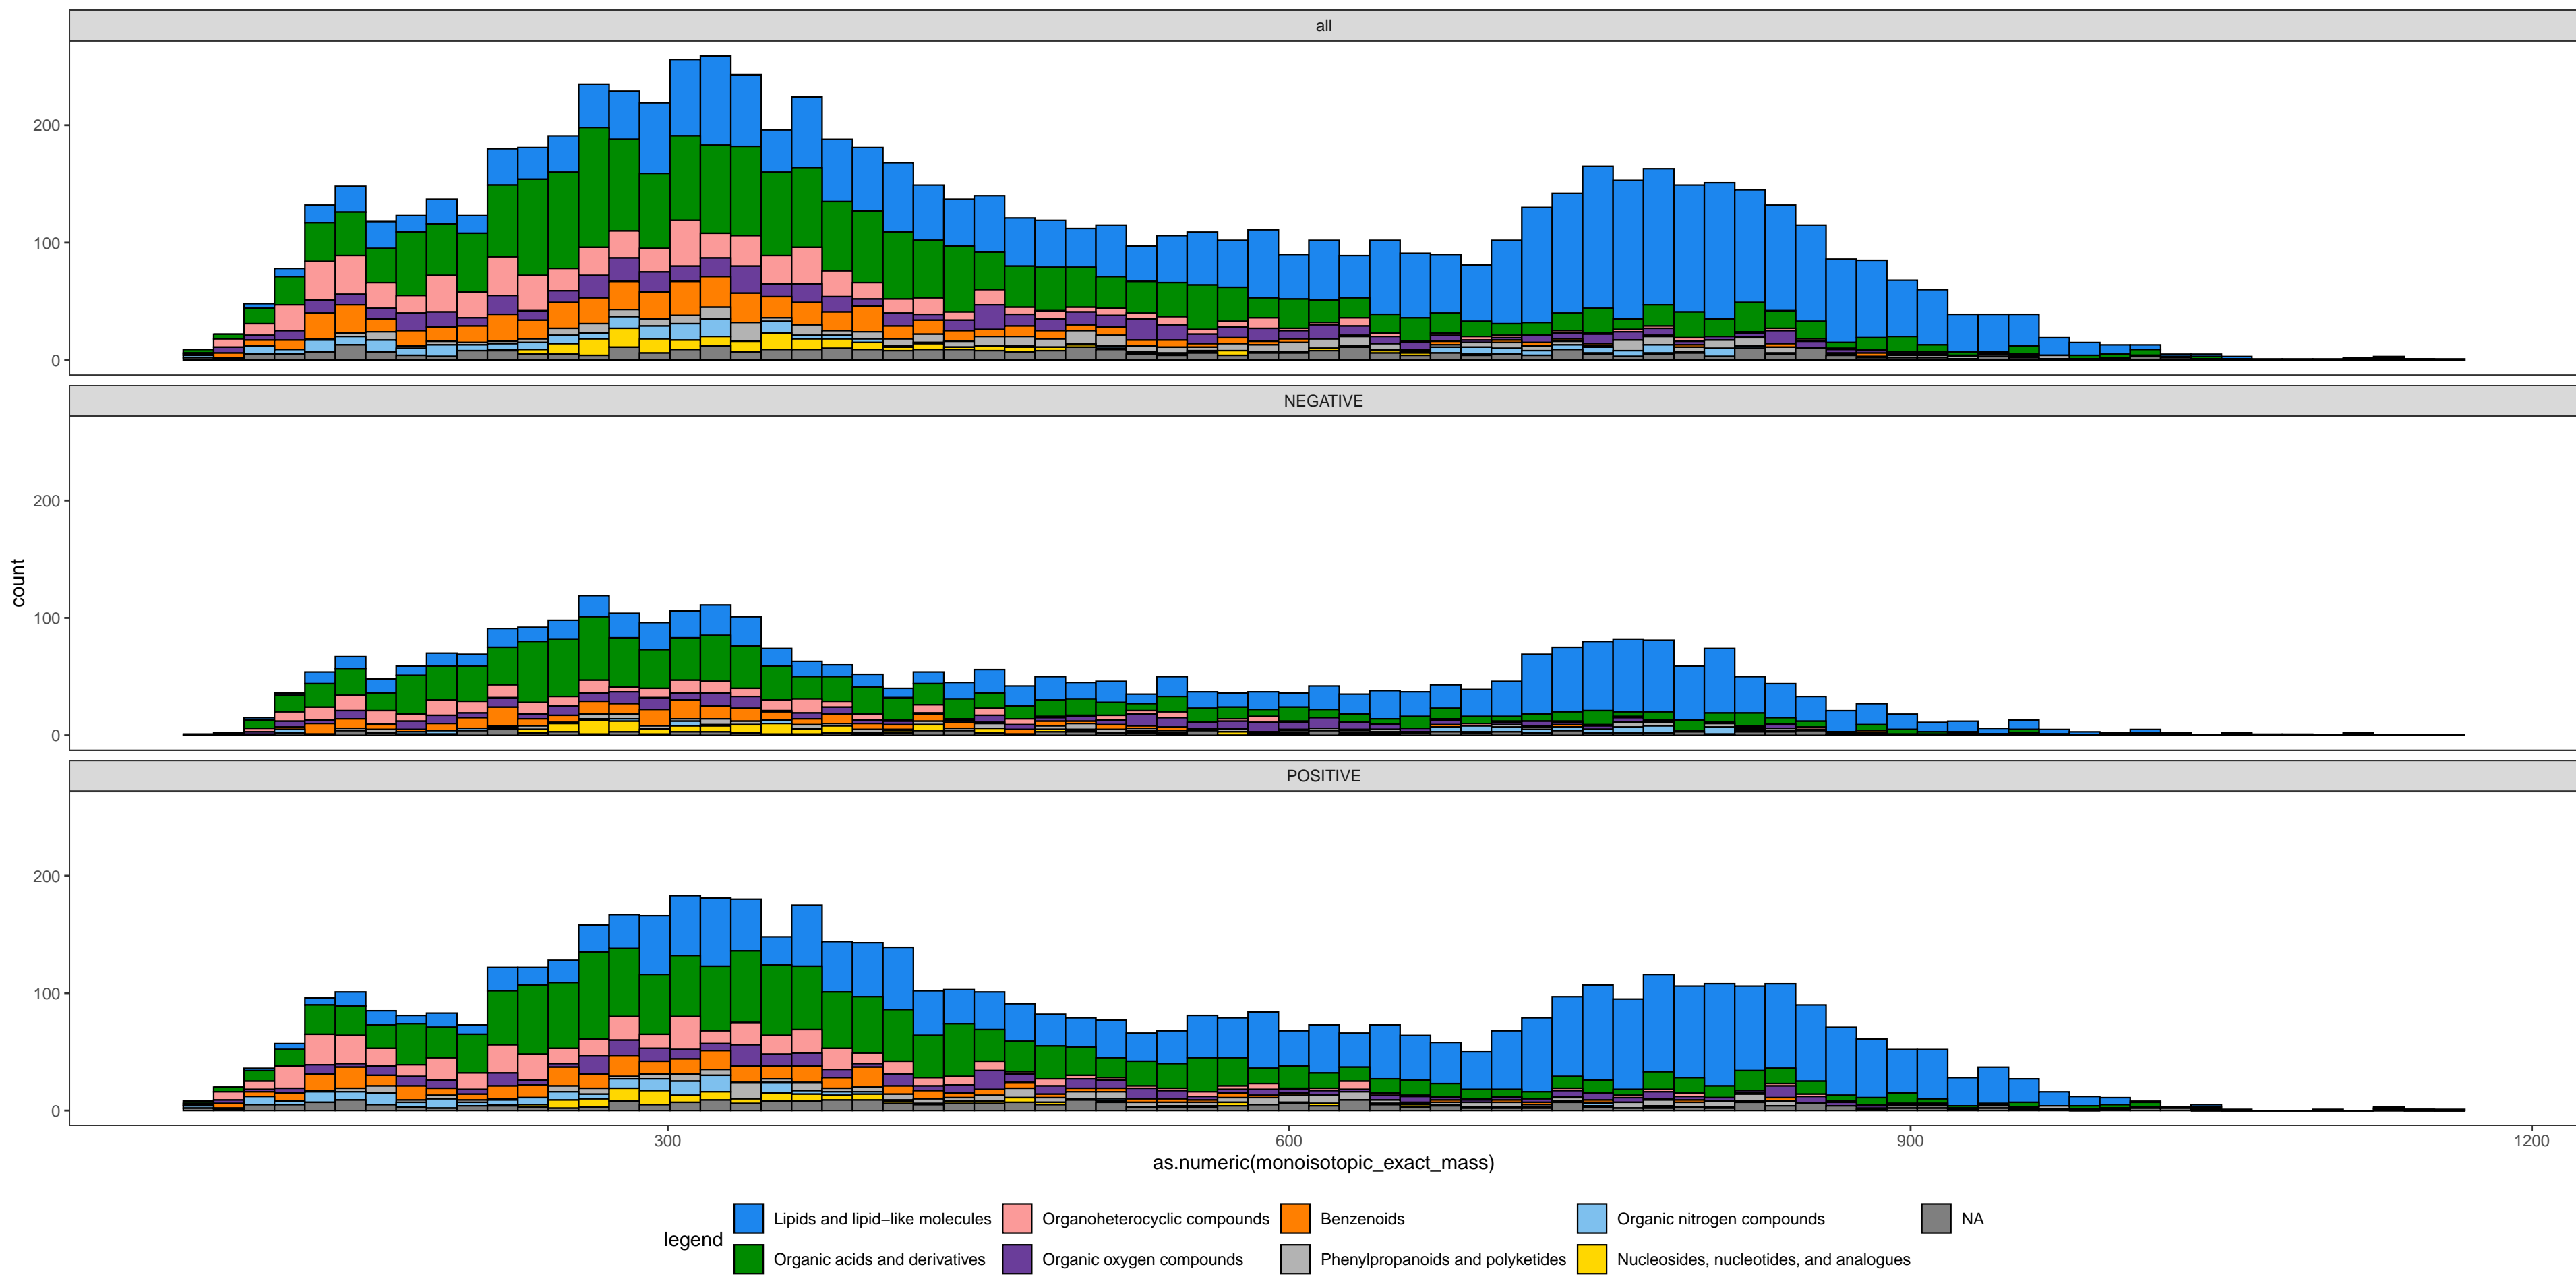 all
200
100
0
NEGATIVE
200
100
0
count
POSITIVE
200
100
0
300 600 900 1200
as.numeric(monoisotopic_exact_mass)
legend
Lipids and lipid−like molecules Organoheterocyclic compounds Benzenoids Organic nitrogen compounds NA
Organic acids and derivatives Organic oxygen compounds Phenylpropanoids and polyketides Nucleosides, nucleotides, and analogues